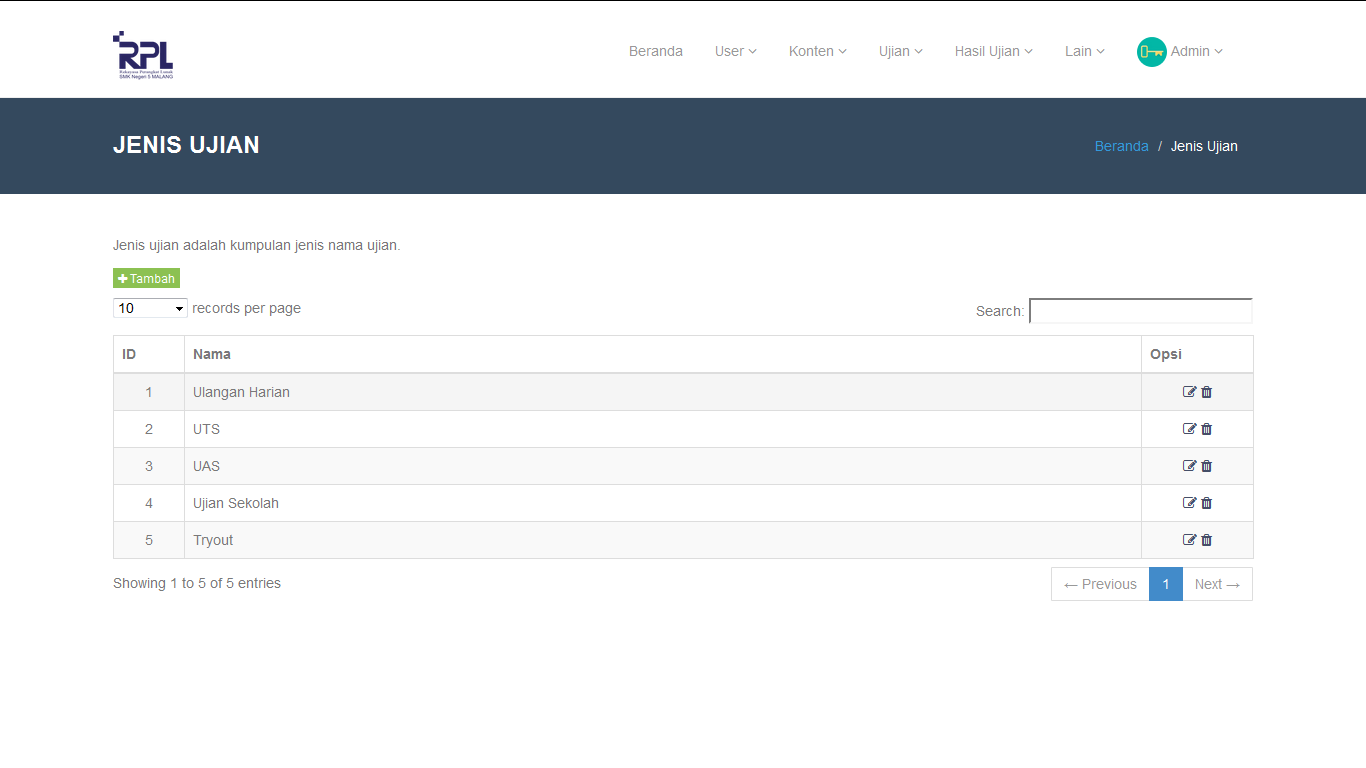 RPL
Rekayasa Perangkat Lunak
SMK Negeri 5 MALANG
Beranda User Konten Ujian Hasil Ujian Lain Admin
JENIS UJIAN
Beranda / Jenis Ujian
Jenis ujian adalah kumpulan jenis nama ujian.
Tambah
10 records per page
Search:
ID Nama Opsi
1 Ulangan Harian
2 UTS
3 UAS
4 Ujian Sekolah
5 Tryout
Showing 1 to 5 of 5 entries
← Previous 1 Next →